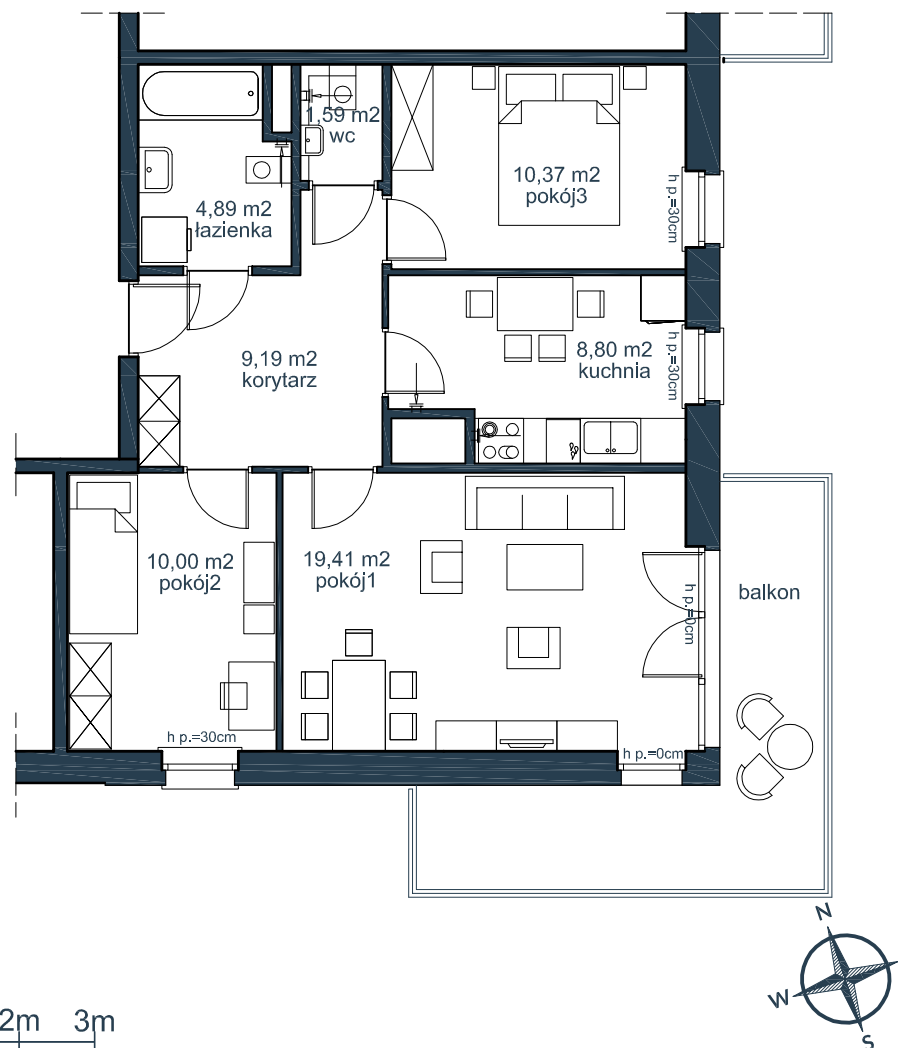 1,59 m2
wc
10,37 m2
pokój3
h p.=30cm
4,89 m2
łazienka
9,19 m2
korytarz
8,80 m2
kuchnia
h p.=30cm
10,00 m2
pokój2
19,41 m2
pokój1
h p.=0cm
balkon
h p.=30cm
h p.=0cm
N
W
S
2m 3m